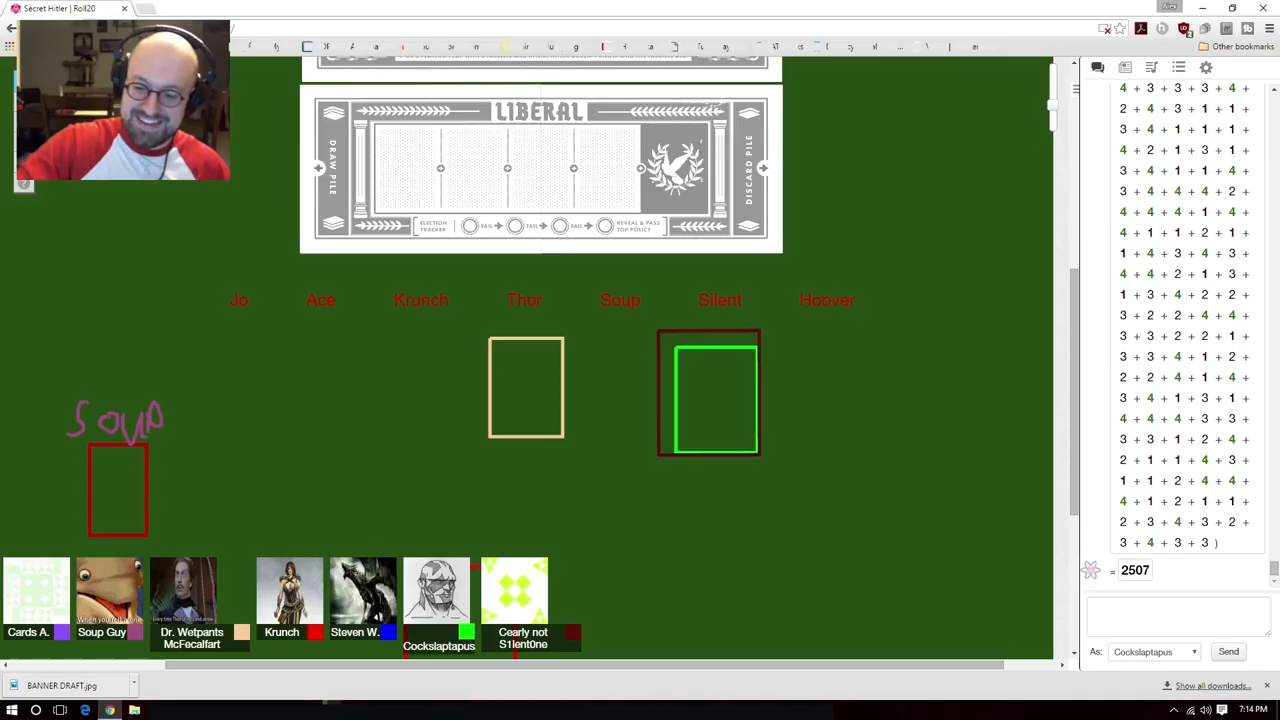 Secret Hitler | Roll20
Alex
Other bookmarks
LIBERAL
DRAW PILE
DISCARD PILE
ELECTION TRACKER
FAIL
FAIL
FAIL
REVEAL & PASS TOP POLICY
Jo Ace Krunch Thor Soup Silent Hoover
SOUP
Cards A.
Soup Guy
Dr. Wetpants McFecalfart
Krunch
Steven W.
Cockslaptapus
Cearly not S1lent0ne
4 + 3 + 3 + 3 + 4 +
2 + 4 + 3 + 1 + 1 +
3 + 4 + 1 + 1 + 1 +
4 + 2 + 1 + 3 + 1 +
3 + 4 + 1 + 1 + 4 +
3 + 4 + 4 + 4 + 2 +
4 + 4 + 1 + 1 + 4 +
4 + 1 + 1 + 2 + 1 +
1 + 4 + 3 + 4 + 3 +
4 + 4 + 2 + 1 + 3 +
1 + 3 + 4 + 2 + 2 +
3 + 2 + 2 + 4 + 4 +
3 + 3 + 2 + 2 + 1 +
3 + 3 + 4 + 1 + 2 +
2 + 2 + 4 + 1 + 4 +
3 + 4 + 1 + 3 + 1 +
4 + 4 + 4 + 3 + 3 +
3 + 3 + 1 + 2 + 4 +
2 + 1 + 1 + 4 + 3 +
1 + 1 + 2 + 4 + 4 +
4 + 1 + 2 + 1 + 1 +
2 + 3 + 4 + 3 + 2 +
3 + 4 + 3 + 3 )
= 2507
As: Cockslaptapus Send
BANNER DRAFT.jpg
Show all downloads...
7:14 PM